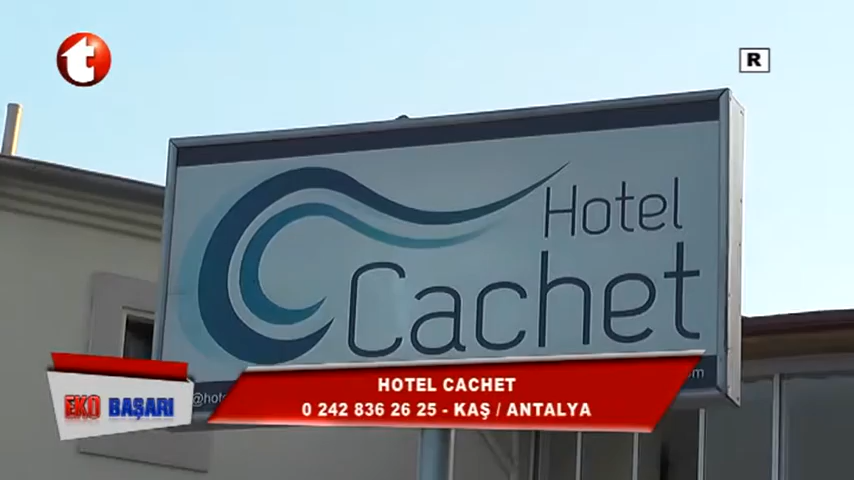 t
R
Hotel
Cachet
EKO BAŞARI
HOTEL CACHET
0 242 836 26 25 - KAŞ / ANTALYA